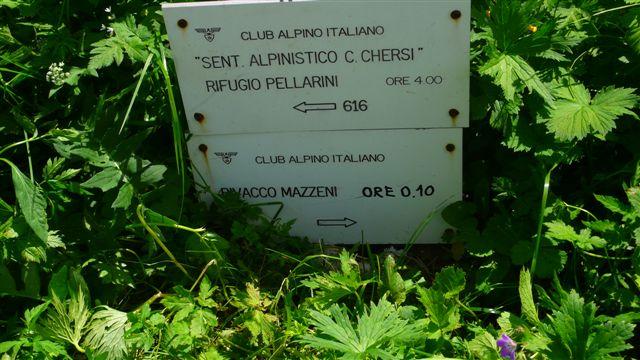 CLUB ALPINO ITALIANO
"SENT. ALPINISTICO C. CHERSI"
RIFUGIO PELLARINI ORE 4.00
616
CLUB ALPINO ITALIANO
BIVACCO MAZZENI ORE 0.10